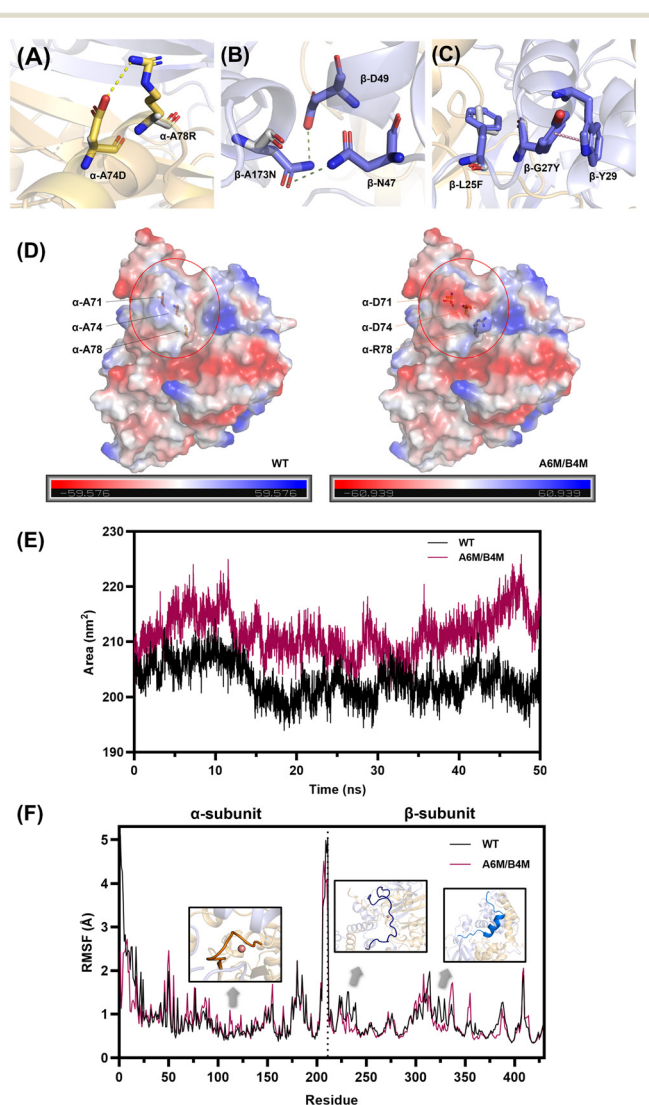 (A)
α-A78R
α-A74D
(B)
β-D49
β-A173N
β-N47
(C)
β-G27Y
β-L25F
β-Y29
(D)
α-A71
α-A74
α-A78
WT
-59.576 59.576
α-D71
α-D74
α-R78
A6M/B4M
-60.939 60.939
(E)
WT
A6M/B4M
Area (nm²)
230
220
210
200
190
0 10 20 30 40 50
Time (ns)
(F)
α-subunit β-subunit
WT
A6M/B4M
RMSF (Å)
5
4
3
2
1
0
0 50 100 150 200 250 300 350 400
Residue